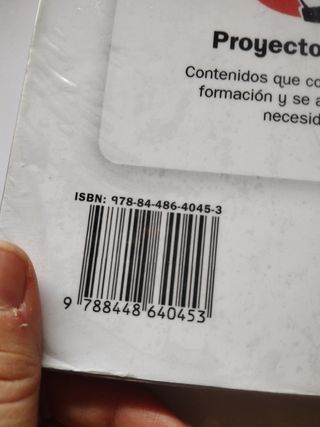 Proyecto
Contenidos que co
formación y se a
necesid
ISBN: 978-84-486-4045-3
9 788448 640453